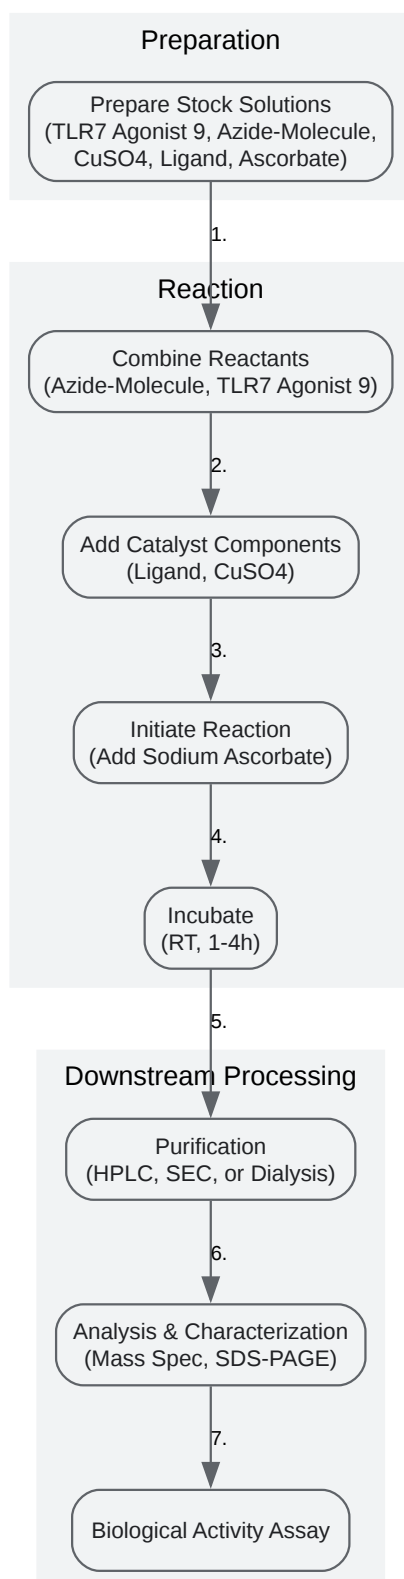 Preparation
Prepare Stock Solutions
(TLR7 Agonist 9, Azide-Molecule,
CuSO4, Ligand, Ascorbate)
1.
Reaction
Combine Reactants
(Azide-Molecule, TLR7 Agonist 9)
2.
Add Catalyst Components
(Ligand, CuSO4)
3.
Initiate Reaction
(Add Sodium Ascorbate)
4.
Incubate
(RT, 1-4h)
5.
Downstream Processing
Purification
(HPLC, SEC, or Dialysis)
6.
Analysis & Characterization
(Mass Spec, SDS-PAGE)
7.
Biological Activity Assay